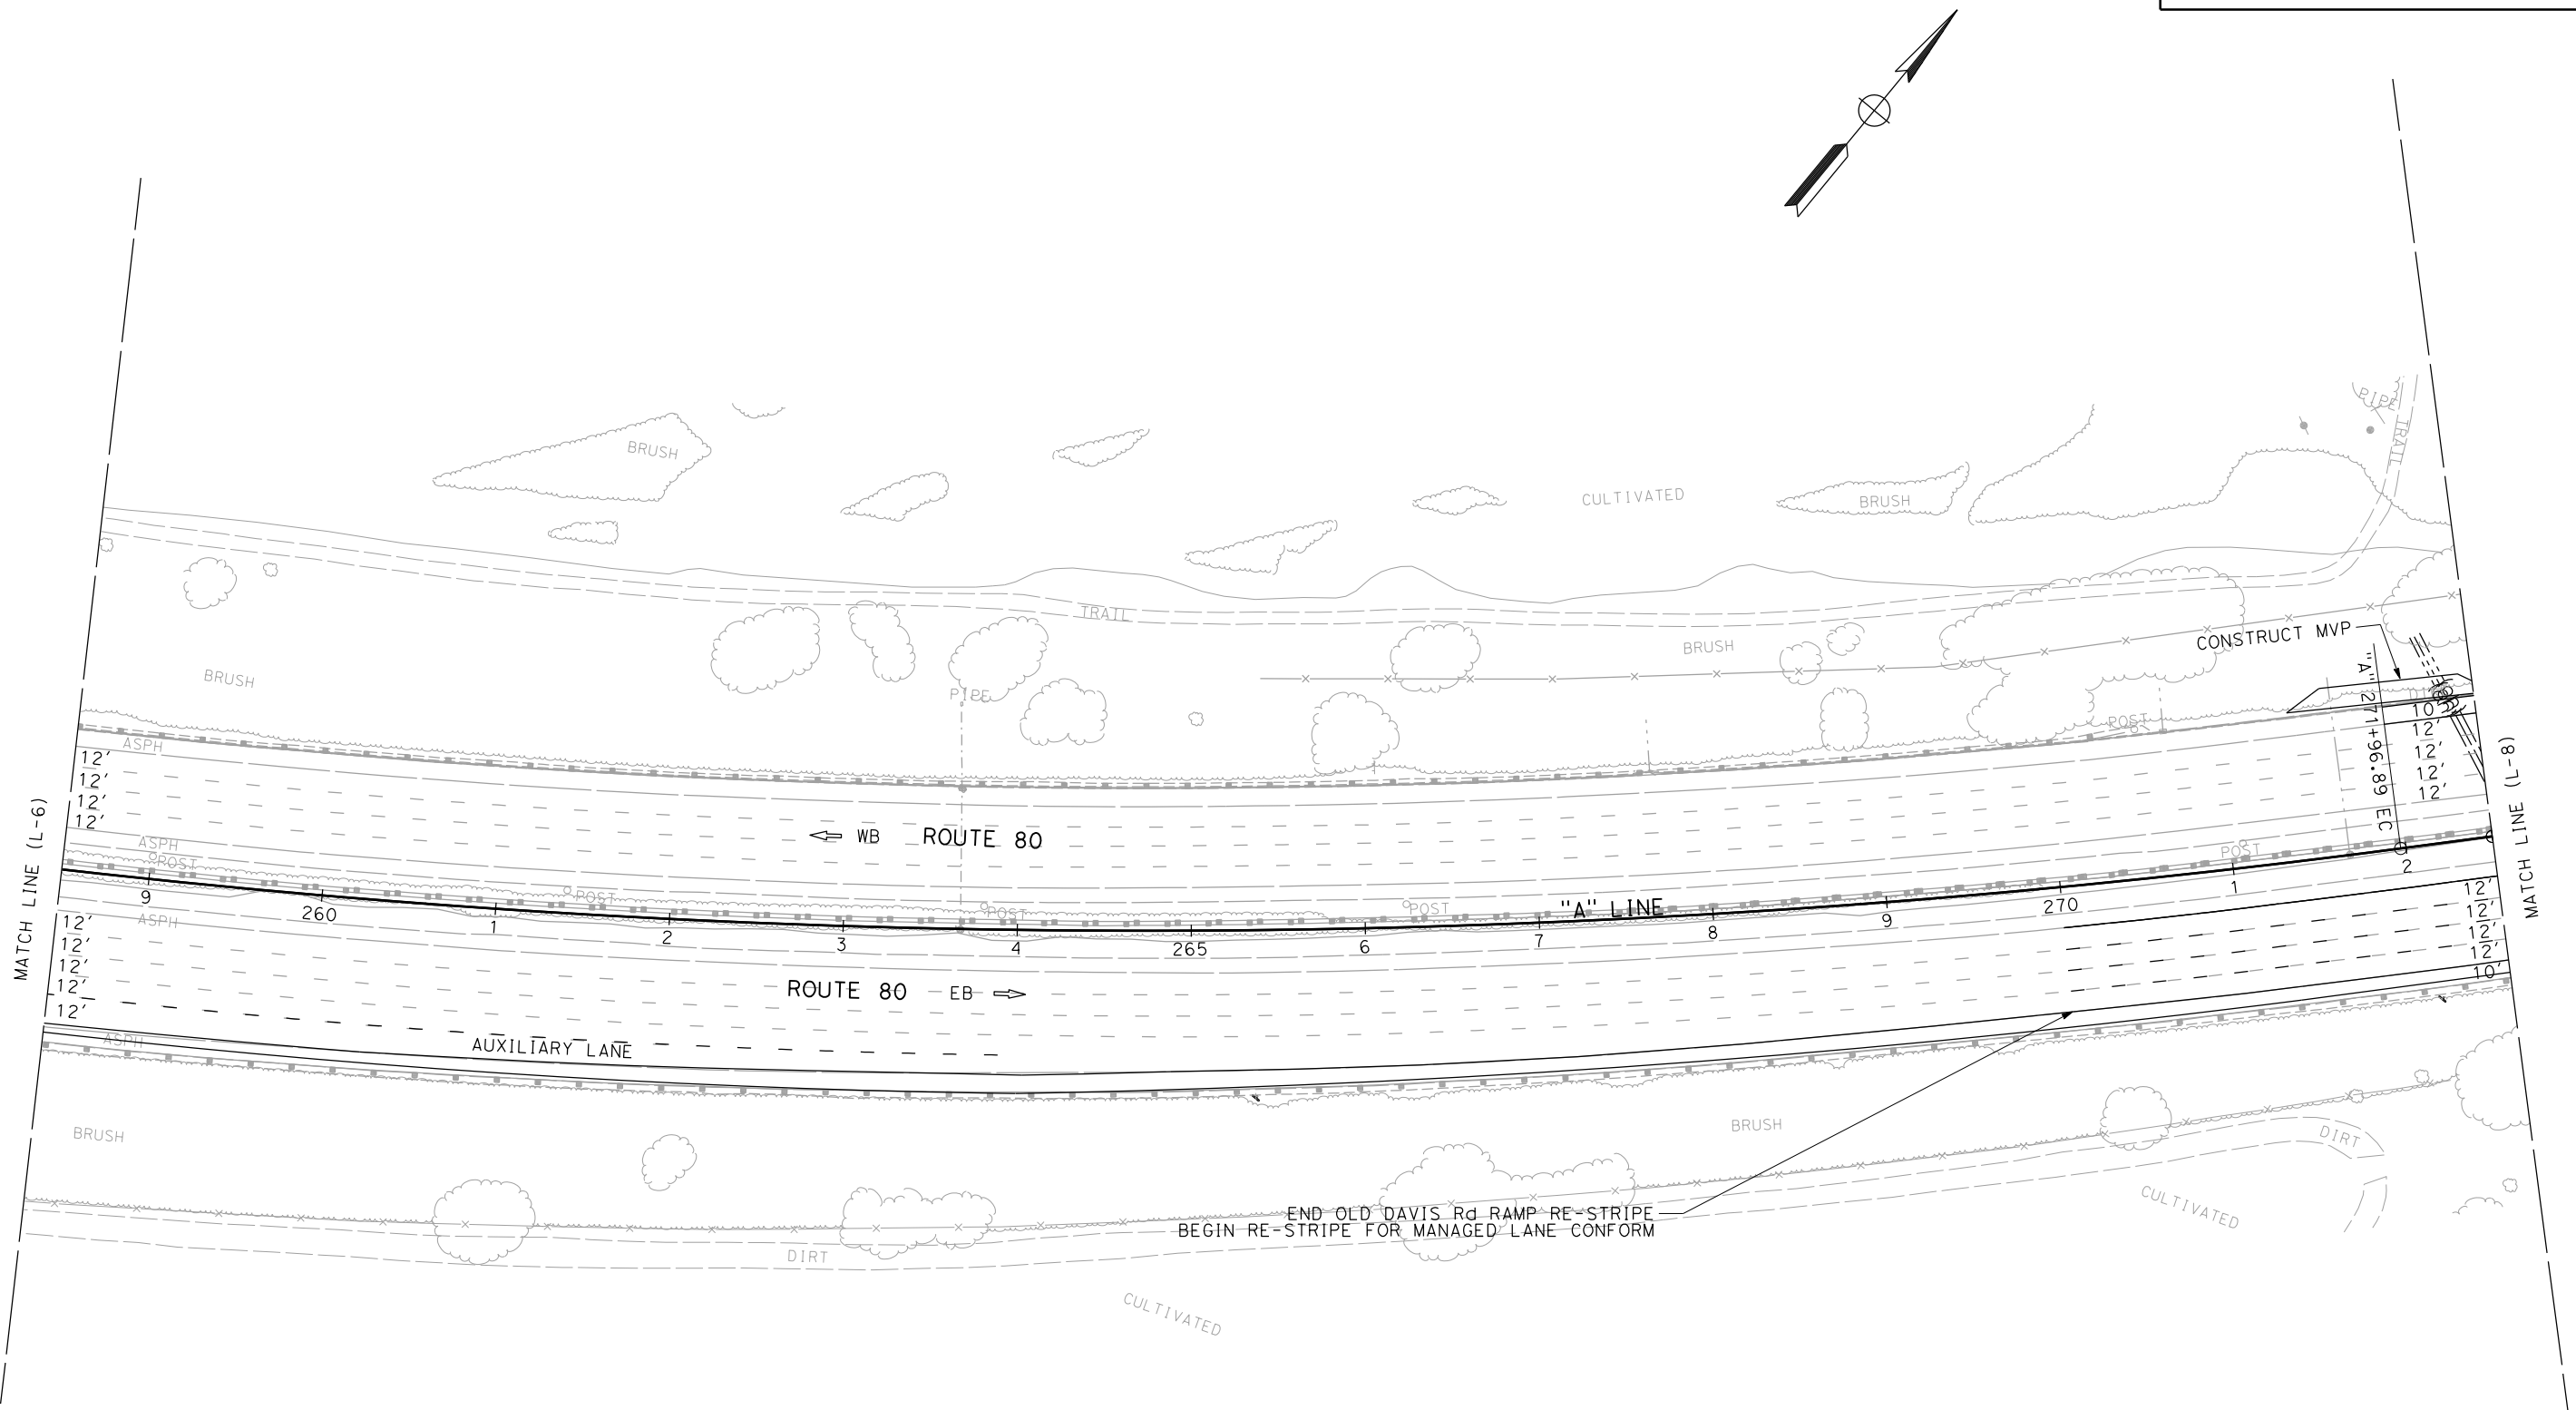 PIPE
TRAIL
BRUSH
CULTIVATED
BRUSH
TRAIL
BRUSH
CONSTRUCT MVP
BRUSH
PIPE
"A" 271+96.89 EC
POST
10'
12'
12'
12'
12'
ASPH
12'
12'
12'
12'
WB ROUTE 80
ASPH
POST
POST
POST
POST
POST
"A" LINE
MATCH LINE (L-6)
MATCH LINE (L-8)
9
260
1
2
3
4
265
6
7
8
9
270
1
2
ASPH
12'
12'
12'
12'
12'
12'
12'
12'
12'
10'
ROUTE 80 EB
ASPH
AUXILIARY LANE
BRUSH
BRUSH
DIRT
CULTIVATED
END OLD DAVIS Rd RAMP RE-STRIPE
BEGIN RE-STRIPE FOR MANAGED LANE CONFORM
DIRT
CULTIVATED